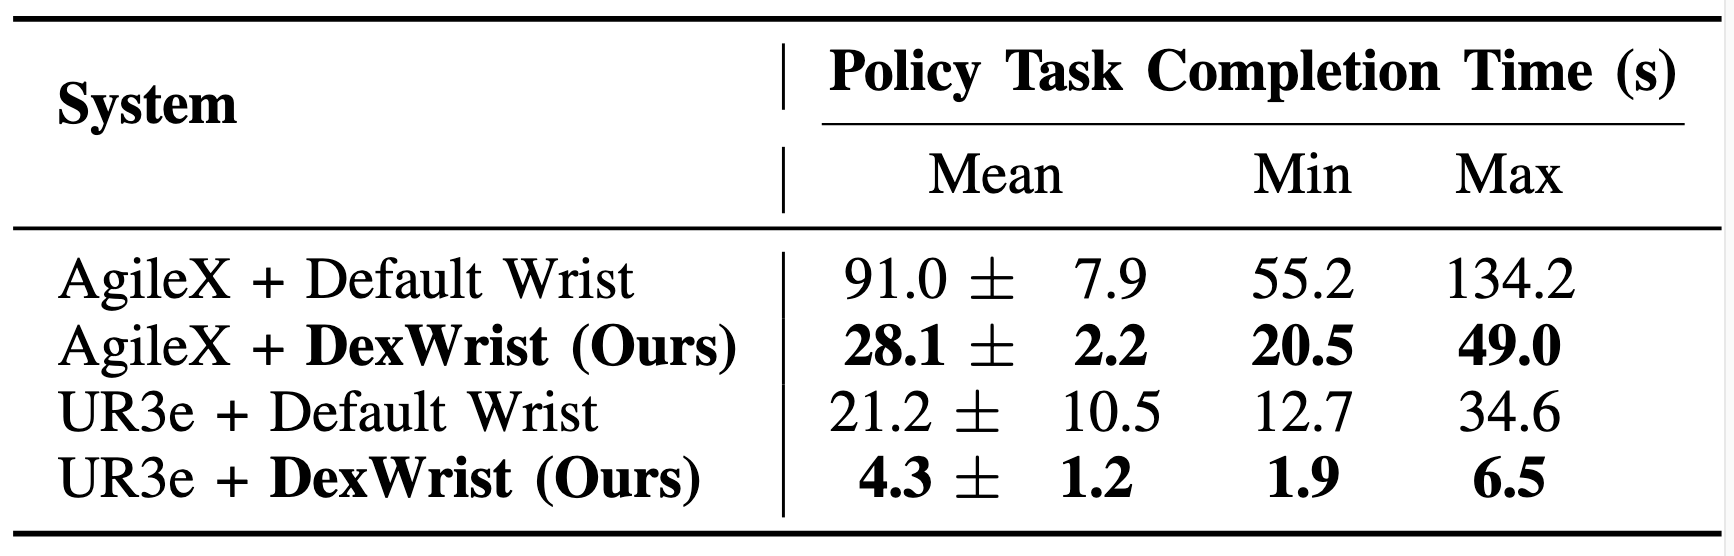 System
Policy Task Completion Time (s)
Mean Min Max
AgileX + Default Wrist 91.0 ± 7.9 55.2 134.2
AgileX + DexWrist (Ours) 28.1 ± 2.2 20.5 49.0
UR3e + Default Wrist 21.2 ± 10.5 12.7 34.6
UR3e + DexWrist (Ours) 4.3 ± 1.2 1.9 6.5